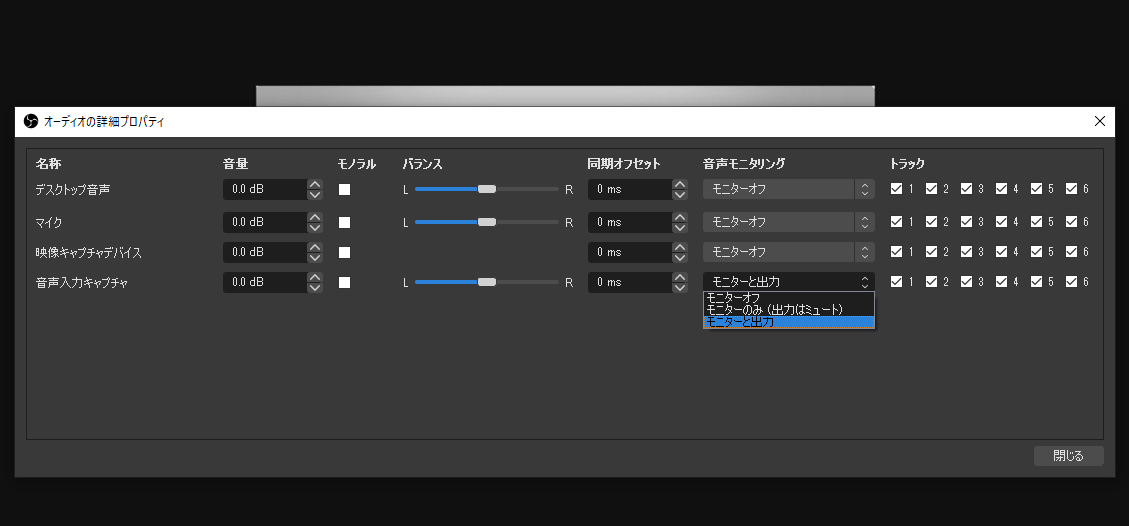 オーディオの詳細プロパティ
名称 音量 モノラル バランス 同期オフセット 音声モニタリング トラック
デスクトップ音声 0.0 dB L R 0 ms モニターオフ 1 2 3 4 5 6
マイク 0.0 dB L R 0 ms モニターオフ 1 2 3 4 5 6
映像キャプチャデバイス 0.0 dB 0 ms モニターオフ 1 2 3 4 5 6
音声入力キャプチャ 0.0 dB L R 0 ms モニターと出力 1 2 3 4 5 6
モニターオフ
モニターのみ (出力はミュート)
モニターと出力
閉じる